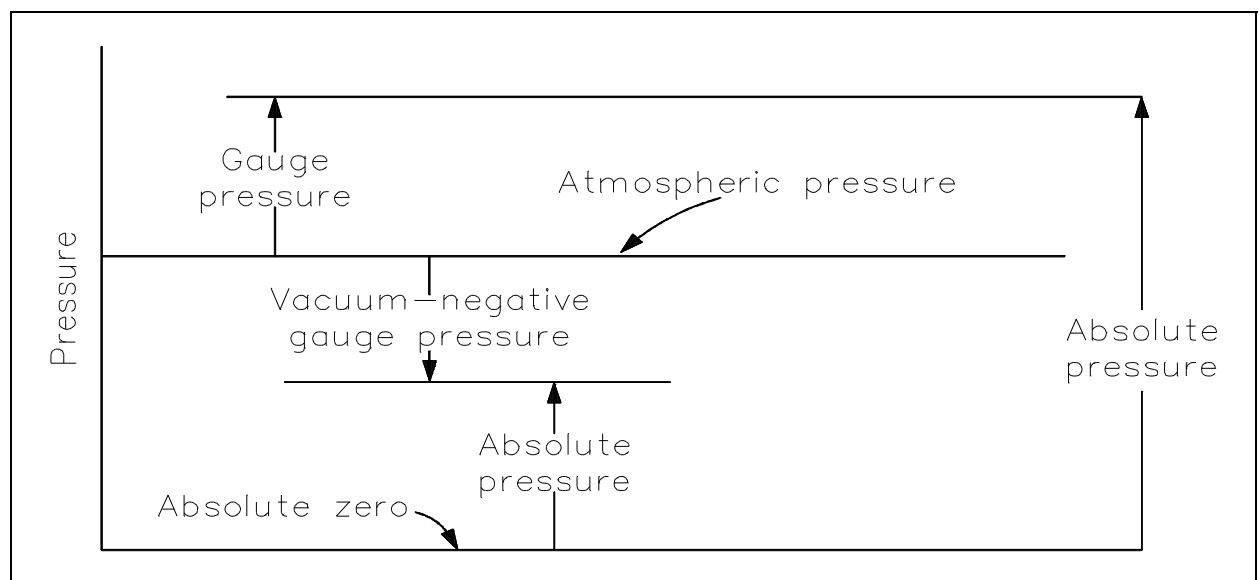 Gauge
pressure
Atmospheric pressure
Pressure
Vacuum-negative
gauge pressure
Absolute
pressure
Absolute
pressure
Absolute zero